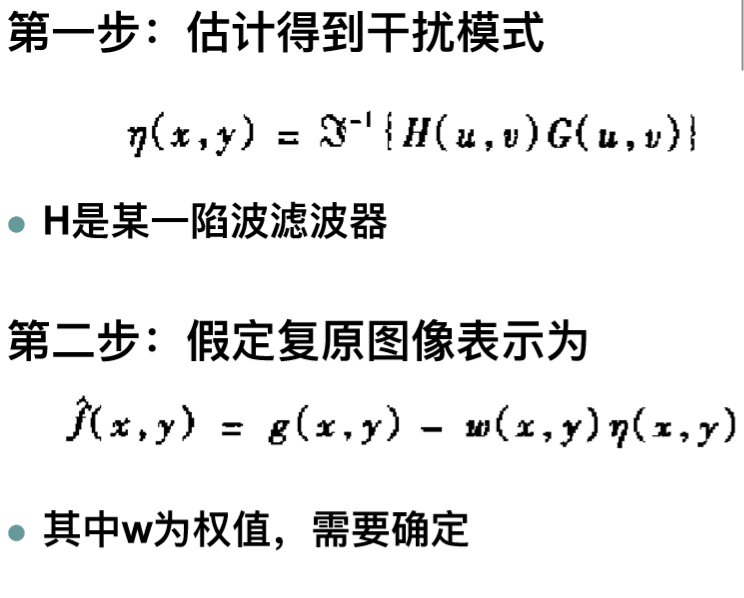 第一步：估计得到干扰模式
η(x,y) = ℑ⁻¹{H(u,v)G(u,v)}
● H是某一陷波滤波器
第二步：假定复原图像表示为
f̂(x,y) = g(x,y) − w(x,y)η(x,y)
● 其中w为权值，需要确定